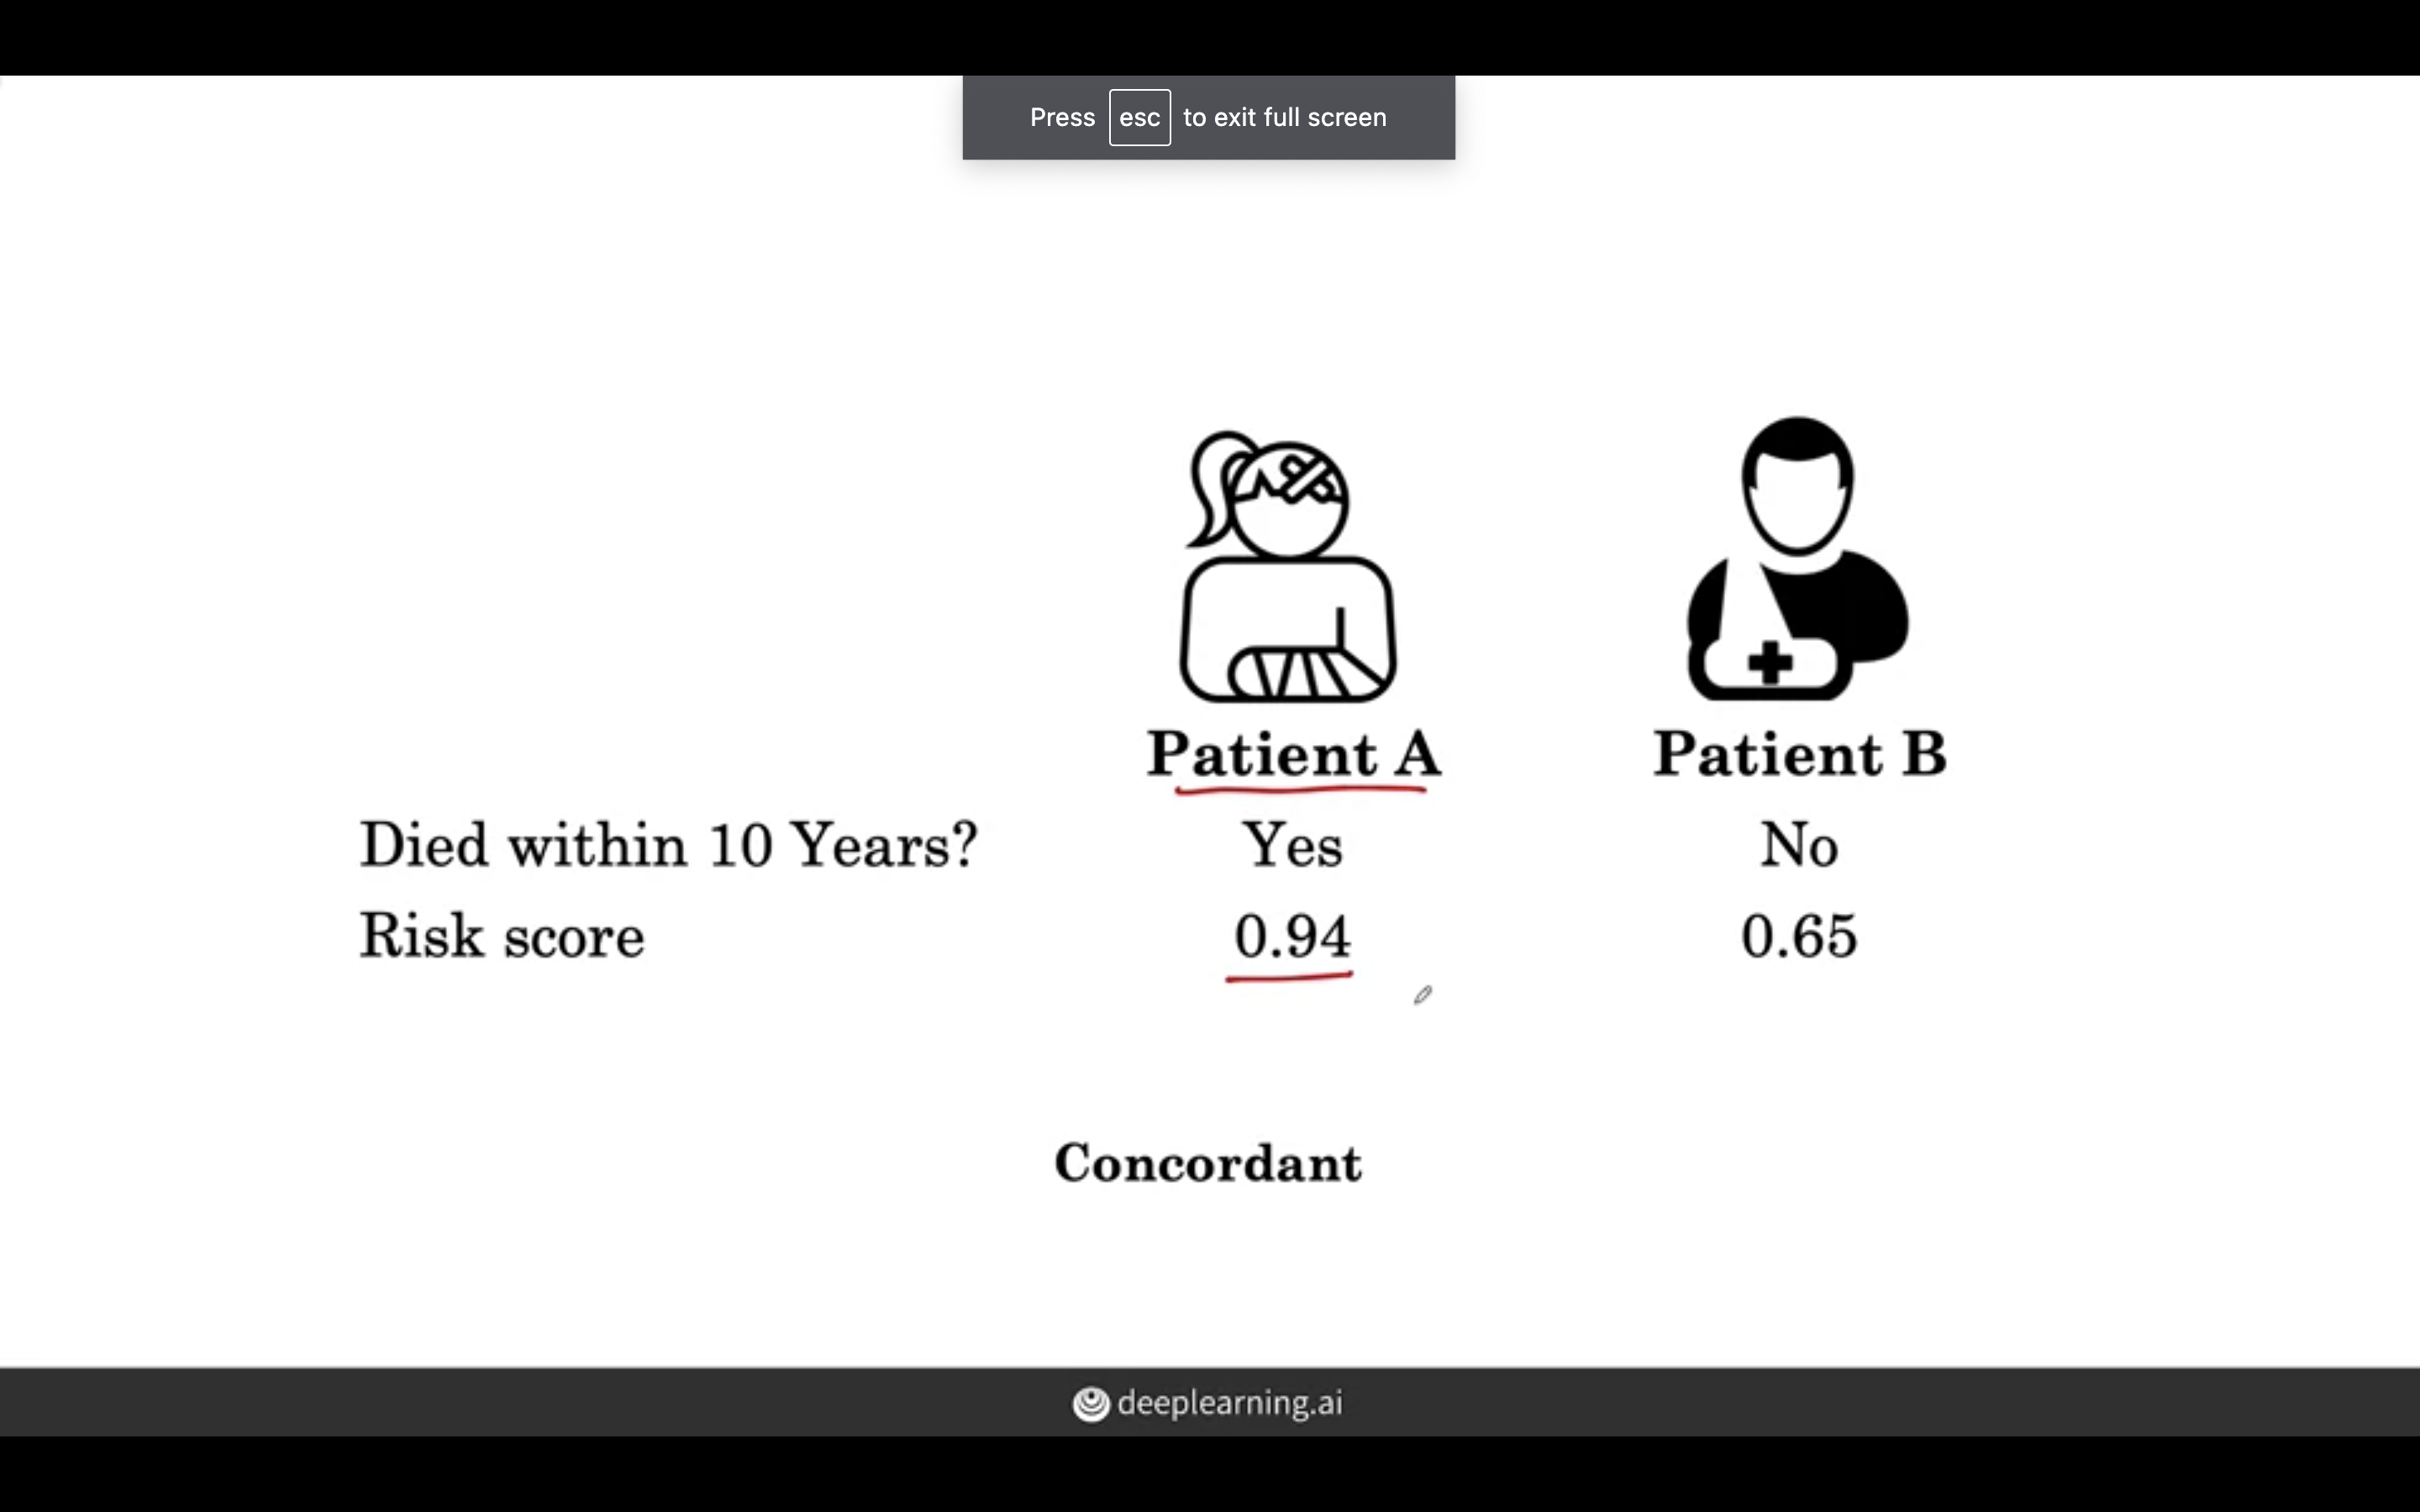 Press esc to exit full screen
Patient A Patient B
Died within 10 Years? Yes No
Risk score 0.94 0.65
Concordant
deeplearning.ai